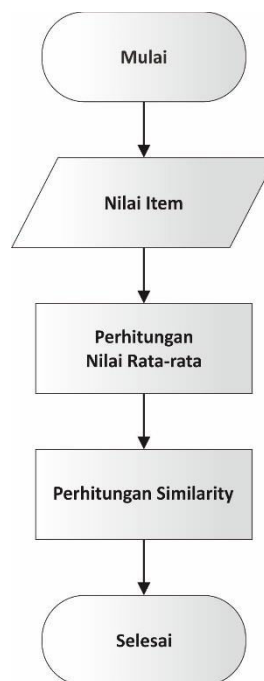 Mulai
Nilai Item
Perhitungan
Nilai Rata-rata
Perhitungan Similarity
Selesai